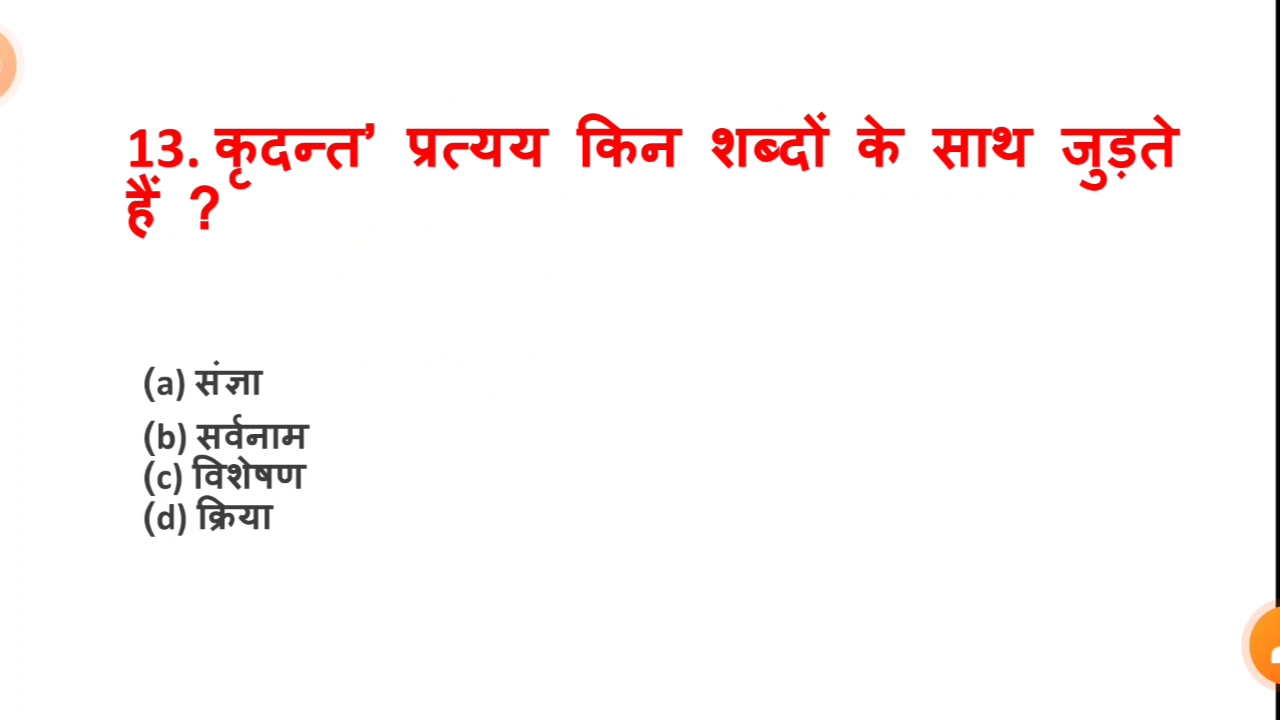 13. कृदन्त’ प्रत्यय किन शब्दों के साथ जुड़ते
हैं ?
(a) संज्ञा
(b) सर्वनाम
(c) विशेषण
(d) क्रिया